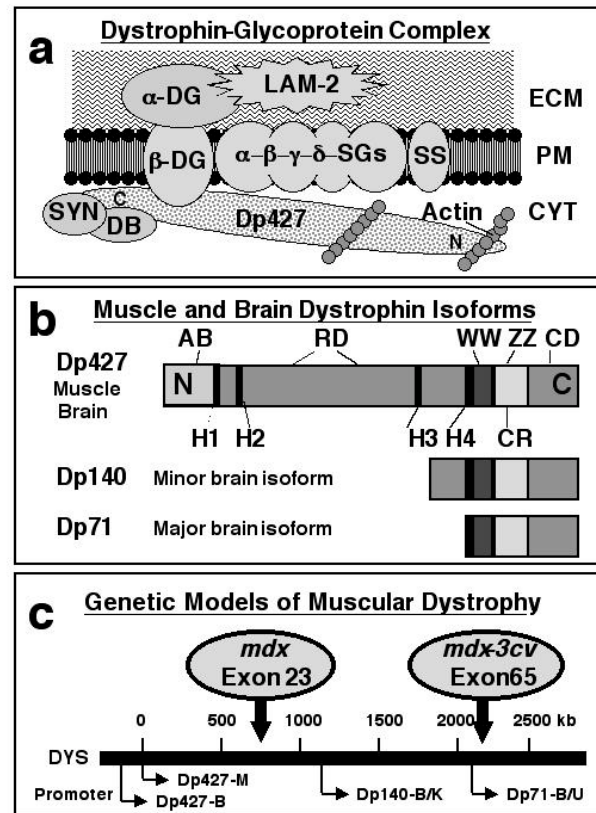 Dystrophin-Glycoprotein Complex
a
α-DG
LAM-2
ECM
β-DG
α-β-γ-δ-SGs
SS
PM
SYN
C
DB
Dp427
Actin
N
CYT
Muscle and Brain Dystrophin Isoforms
b
AB
RD
WW
ZZ
CD
Dp427
Muscle
Brain
N
C
H1
H2
H3
H4
CR
Dp140
Minor brain isoform
Dp71
Major brain isoform
Genetic Models of Muscular Dystrophy
c
mdx
Exon 23
mdx-3cv
Exon65
0
500
1000
1500
2000
2500 kb
DYS
Promoter
Dp427-M
Dp427-B
Dp140-B/K
Dp71-B/U